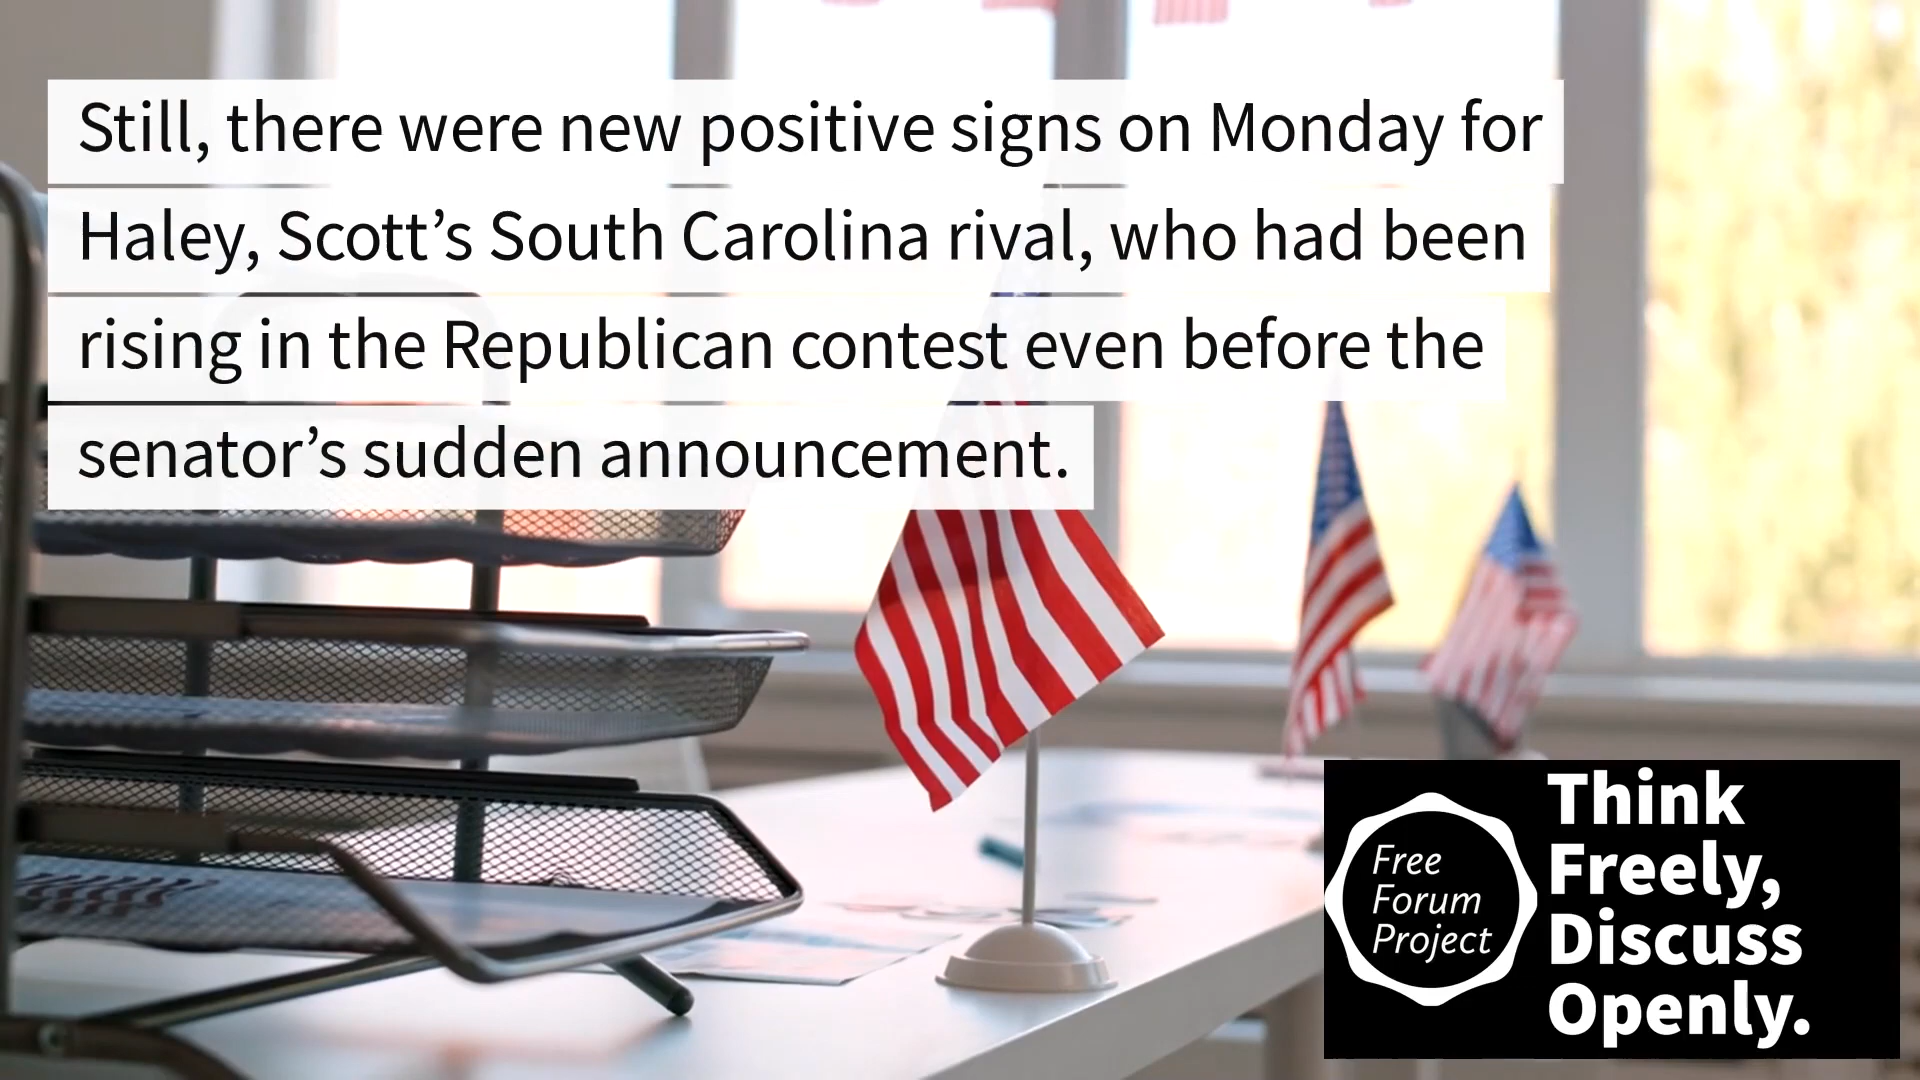 Still, there were new positive signs on Monday for
Haley, Scott’s South Carolina rival, who had been
rising in the Republican contest even before the
senator’s sudden announcement.
Free
Forum
Project
Think
Freely,
Discuss
Openly.